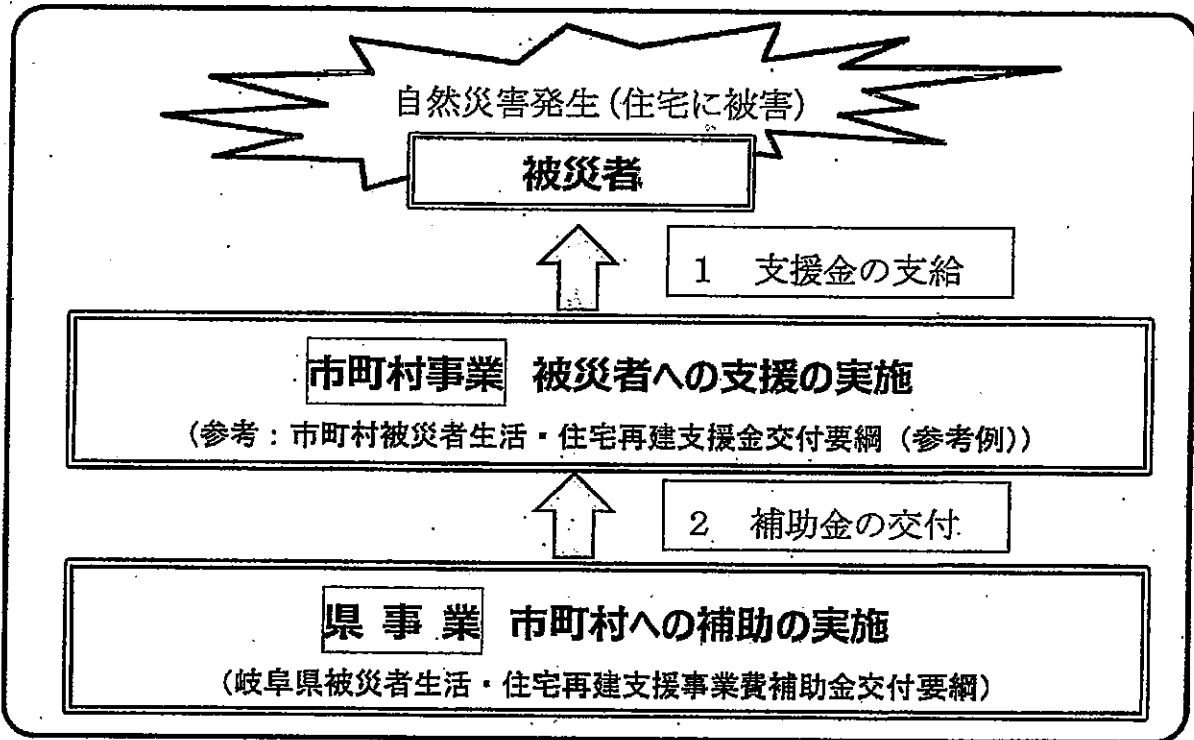 自然災害発生(住宅に被害)
被災者
1 支援金の支給
市町村事業 被災者への支援の実施
(参考:市町村被災者生活・住宅再建支援金交付要綱(参考例))
2 補助金の交付
県事業 市町村への補助の実施
(岐阜県被災者生活・住宅再建支援事業費補助金交付要綱)